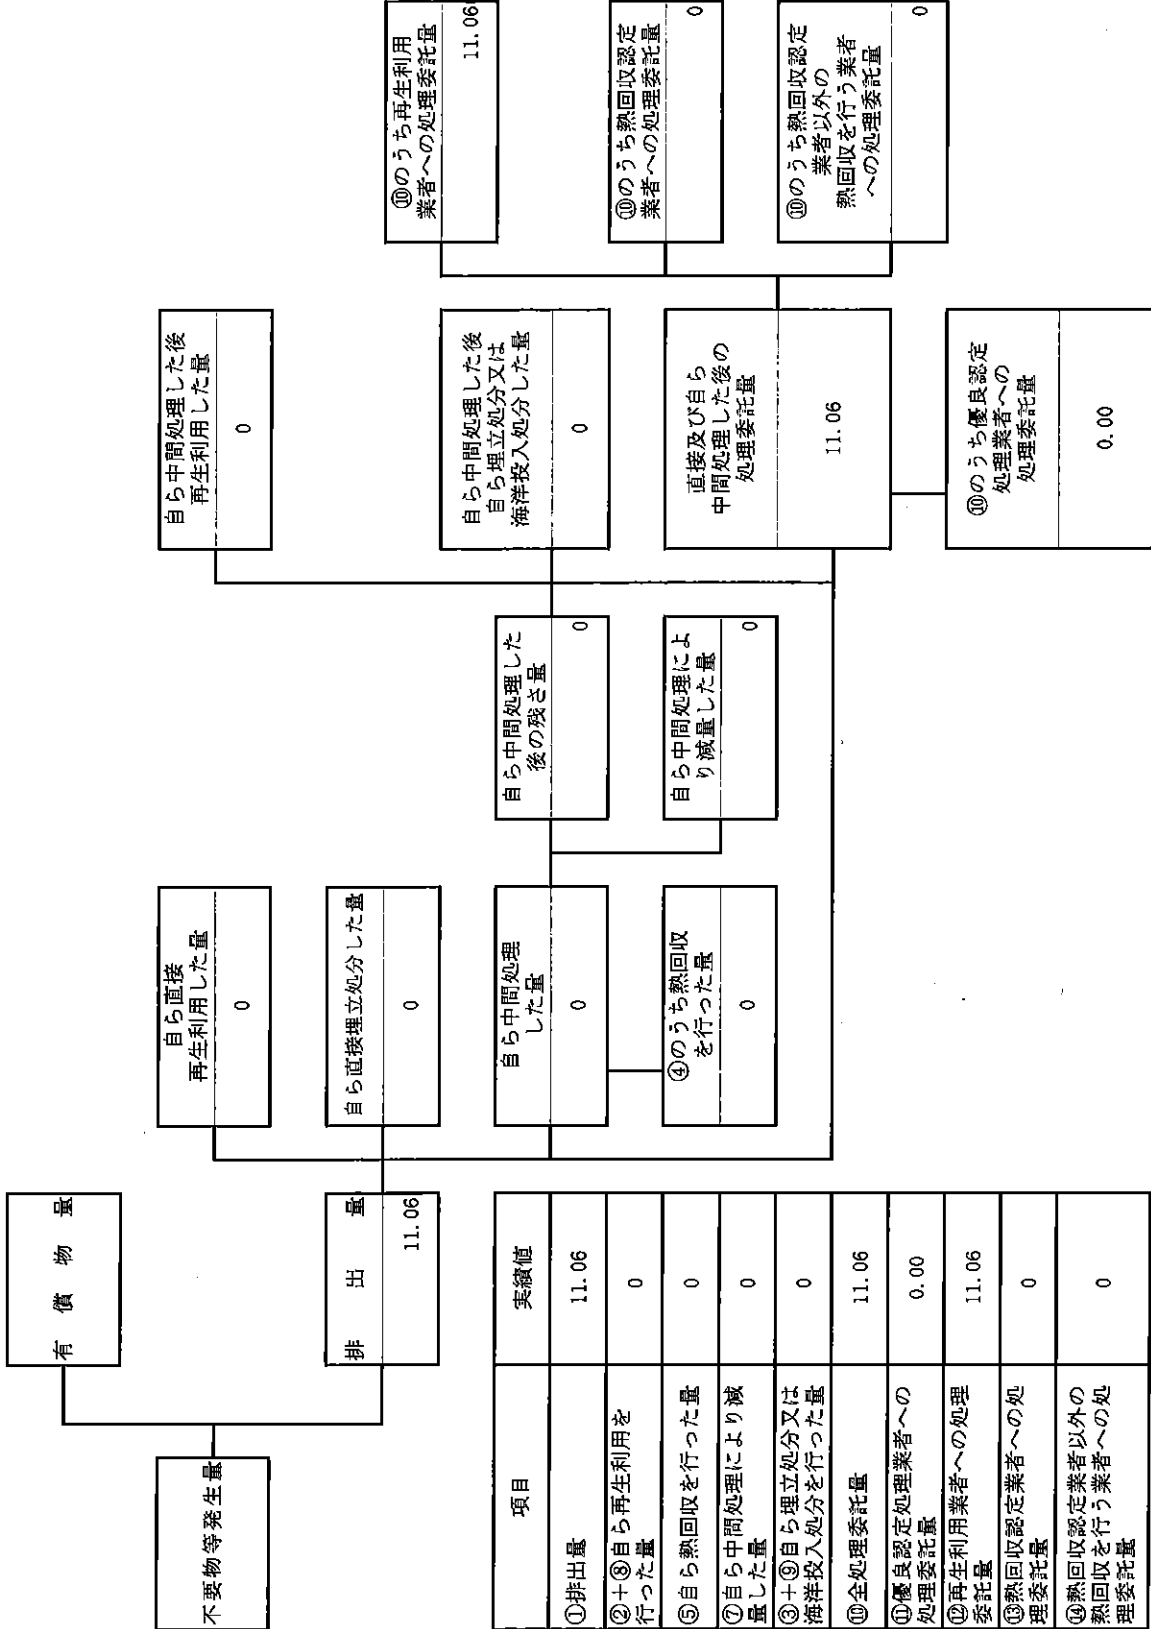 不要物等発生量
有償物量
排出量
11.06
自ら直接
再生利用した量
0
自ら直接埋立処分した量
0
自ら中間処理
した量
0
④のうち熱回収
を行った量
0
自ら中間処理した
後の残さ量
0
自ら中間処理によ
り減量した量
0
自ら中間処理した後
再生利用した量
0
自ら中間処理した後
自ら埋立処分又は
海洋投入処分した量
0
直接及び自ら
中間処理した後の
処理委託量
11.06
⑩のうち優良認定
処理業者への
処理委託量
0.00
⑩のうち再生利用
業者への処理委託量
11.06
⑩のうち熱回収認定
業者への処理委託量
0
⑩のうち熱回収認定
業者以外の
熱回収を行う業者
への処理委託量
0
項目 実績値
①排出量 11.06
②+⑧自ら再生利用を
行った量 0
⑤自ら熱回収を行った量 0
⑦自ら中間処理により減
量した量 0
③+⑨自ら埋立処分又は
海洋投入処分を行った量 0
⑩全処理委託量 11.06
⑪優良認定処理業者への
処理委託量 0.00
⑫再生利用業者への処理
委託量 11.06
⑬熱回収認定業者への処
理委託量 0
⑭熱回収認定業者以外の
熱回収を行う業者への処
理委託量 0